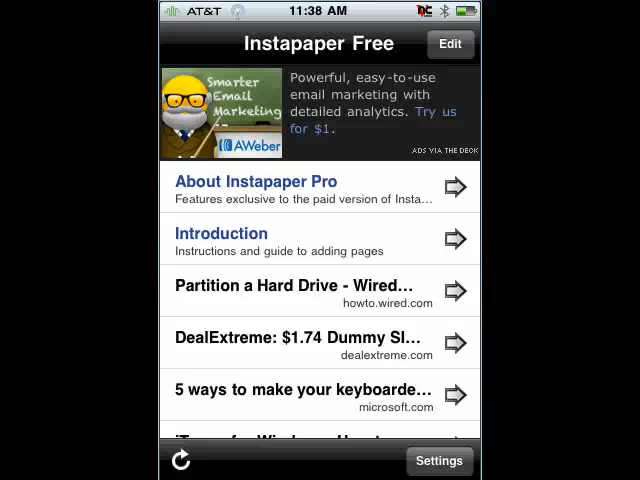 AT&T 11:38 AM
Instapaper Free
Edit
Smarter
Email
Marketing
AWeber
Powerful, easy-to-use
email marketing with
detailed analytics. Try us
for $1.
ADS VIA THE DECK
About Instapaper Pro
Features exclusive to the paid version of Insta…
Introduction
Instructions and guide to adding pages
Partition a Hard Drive - Wired…
howto.wired.com
DealExtreme: $1.74 Dummy SI…
dealextreme.com
5 ways to make your keyboarde…
microsoft.com
Settings